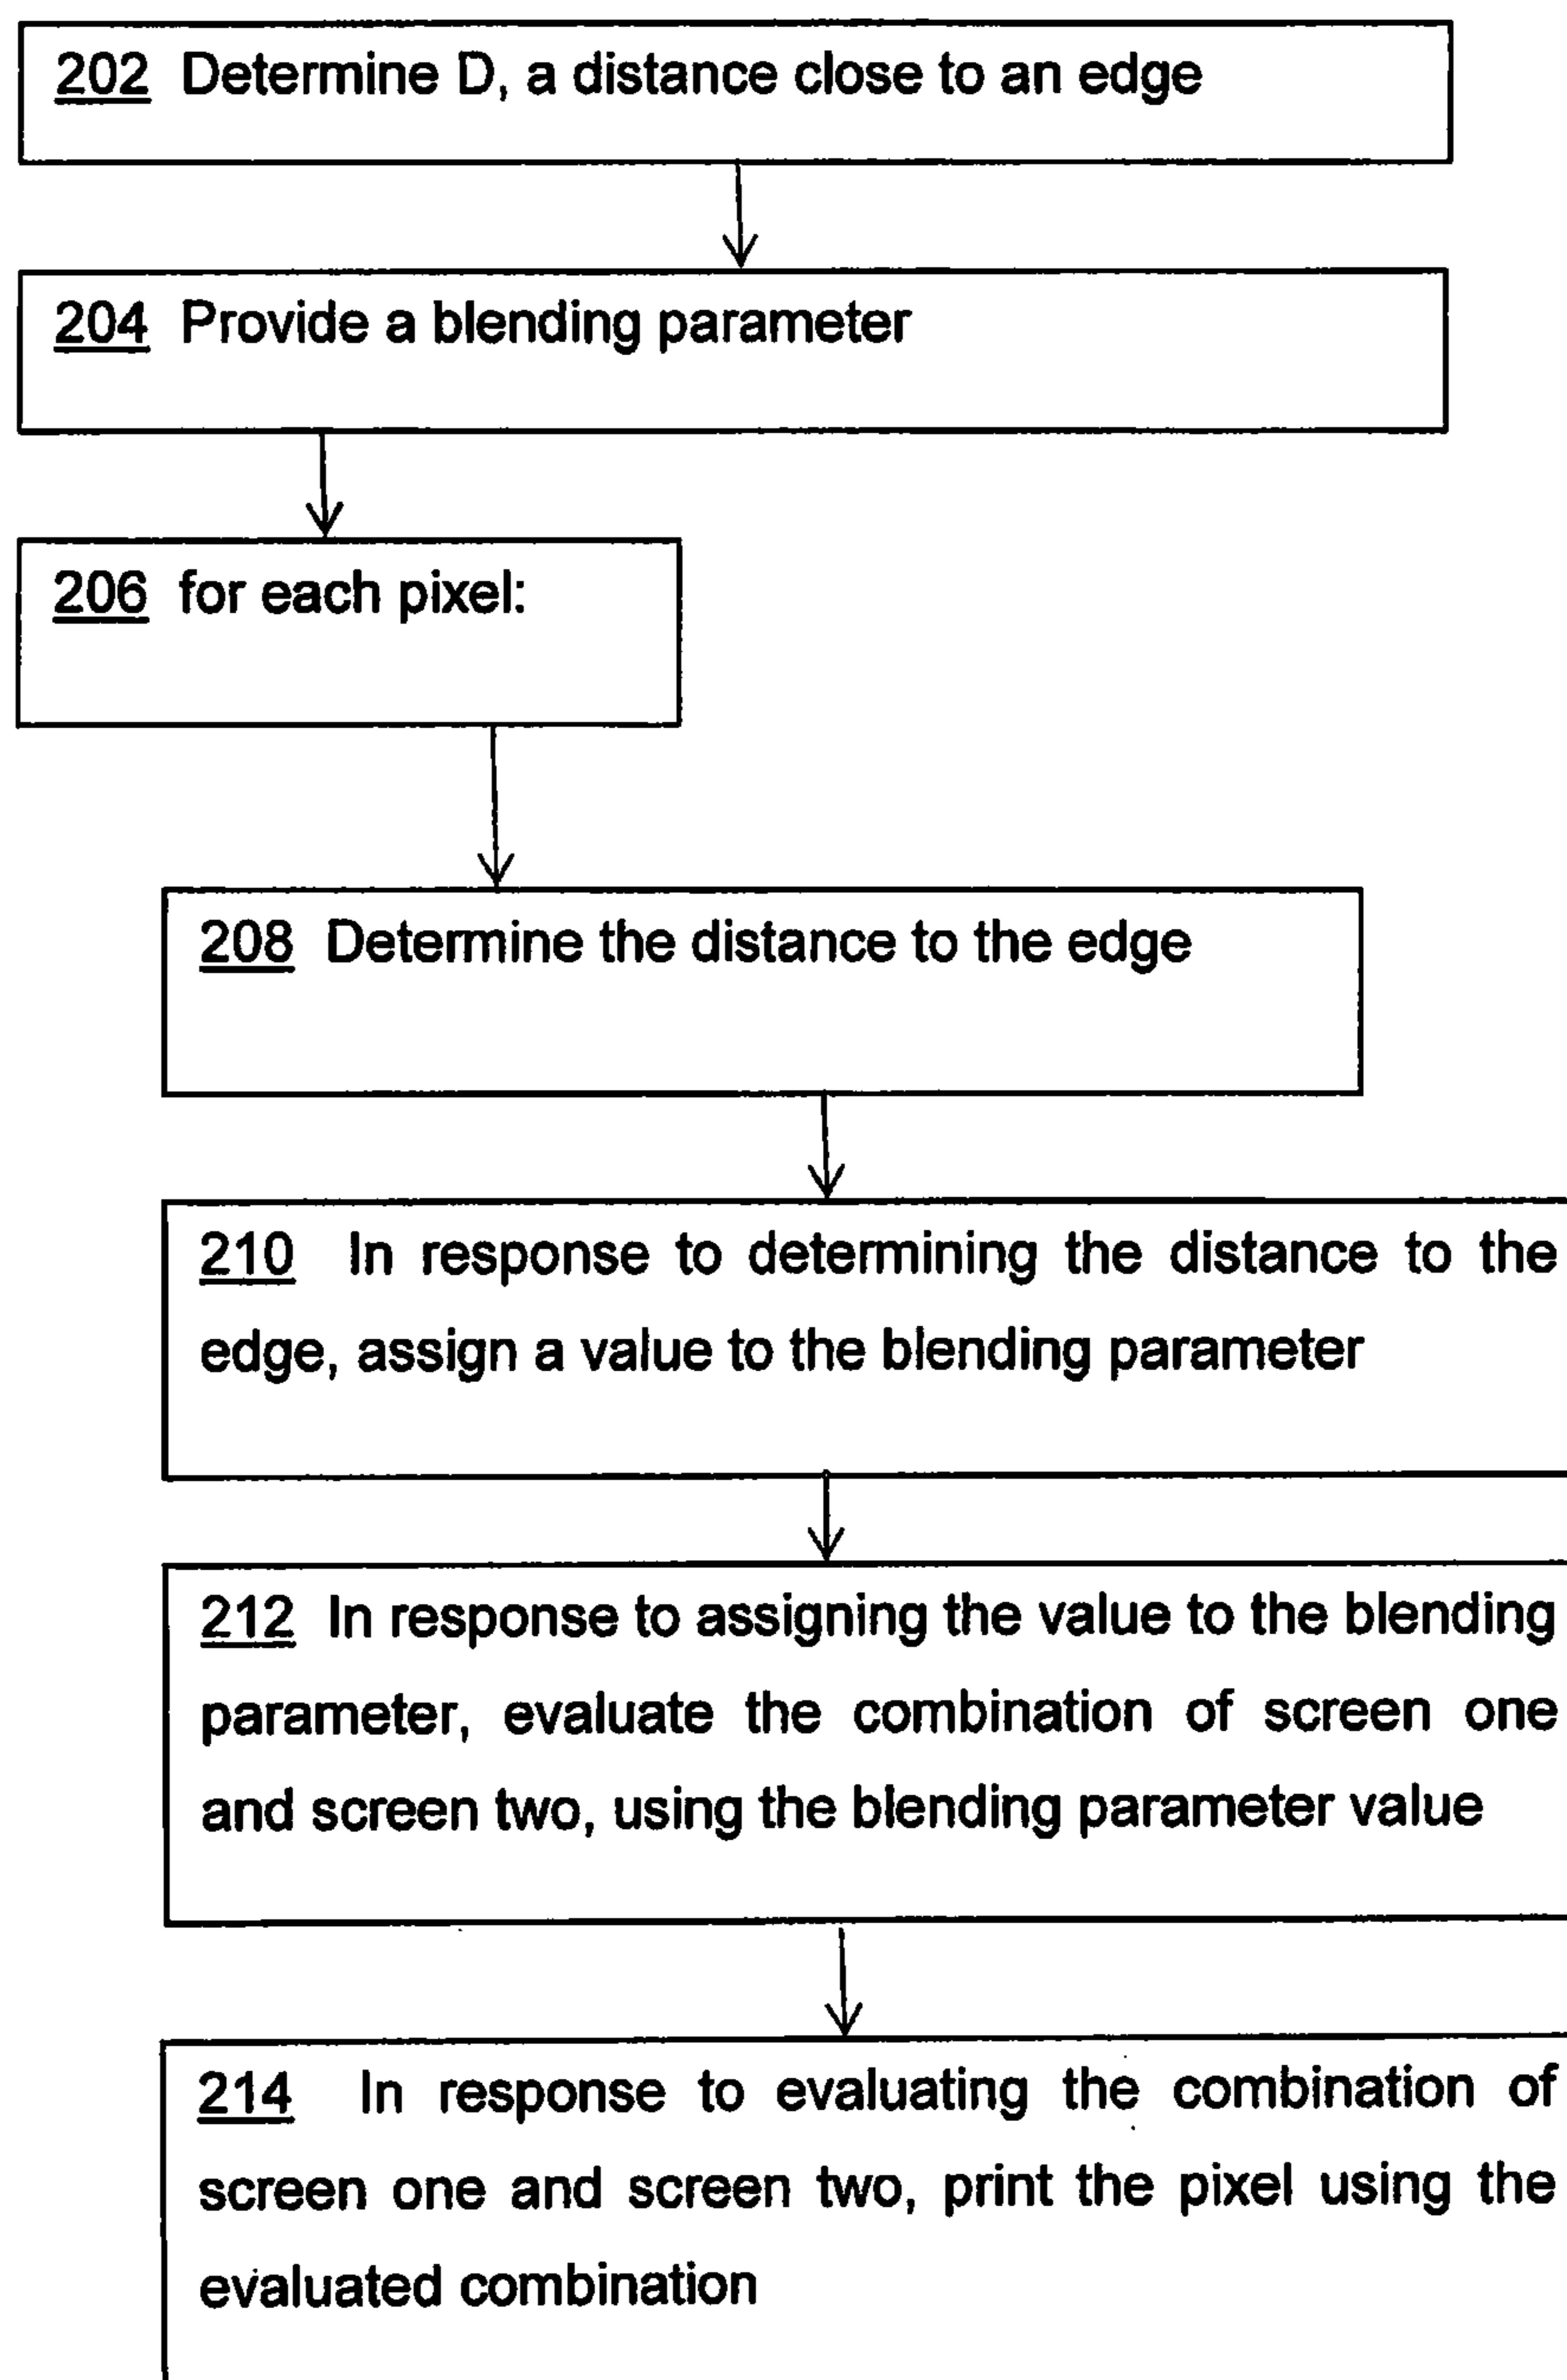 202 Determine D, a distance close to an edge
204 Provide a blending parameter
206 for each pixel:
208 Determine the distance to the edge
210 In response to determining the distance to the
edge, assign a value to the blending parameter
212 In response to assigning the value to the blending
parameter, evaluate the combination of screen one
and screen two, using the blending parameter value
214 In response to evaluating the combination of
screen one and screen two, print the pixel using the
evaluated combination